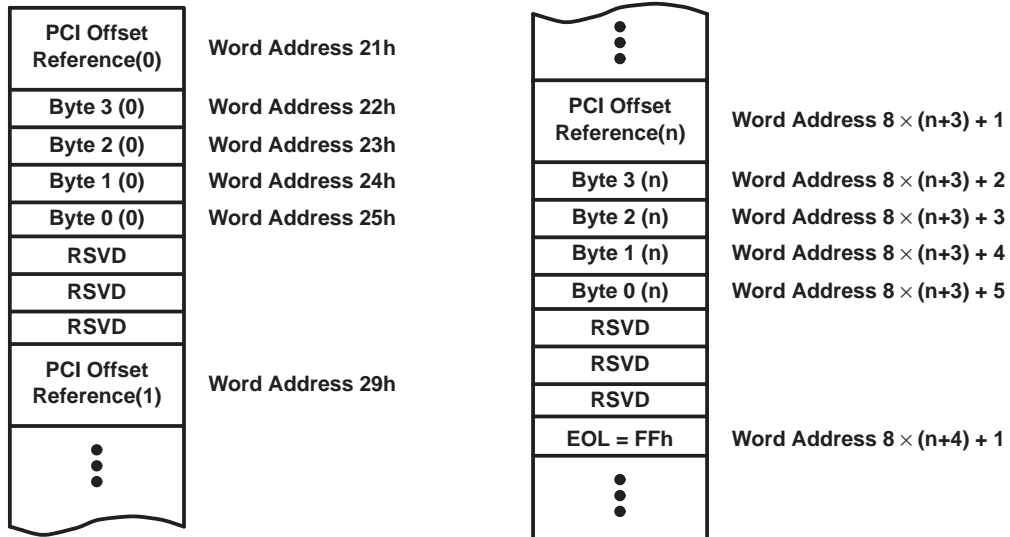 PCI Offset
Reference(0)
Word Address 21h
Byte 3 (0)
Word Address 22h
Byte 2 (0)
Word Address 23h
Byte 1 (0)
Word Address 24h
Byte 0 (0)
Word Address 25h
RSVD
RSVD
RSVD
PCI Offset
Reference(1)
Word Address 29h
PCI Offset
Reference(n)
Word Address 8 × (n+3) + 1
Byte 3 (n)
Word Address 8 × (n+3) + 2
Byte 2 (n)
Word Address 8 × (n+3) + 3
Byte 1 (n)
Word Address 8 × (n+3) + 4
Byte 0 (n)
Word Address 8 × (n+3) + 5
RSVD
RSVD
RSVD
EOL = FFh
Word Address 8 × (n+4) + 1